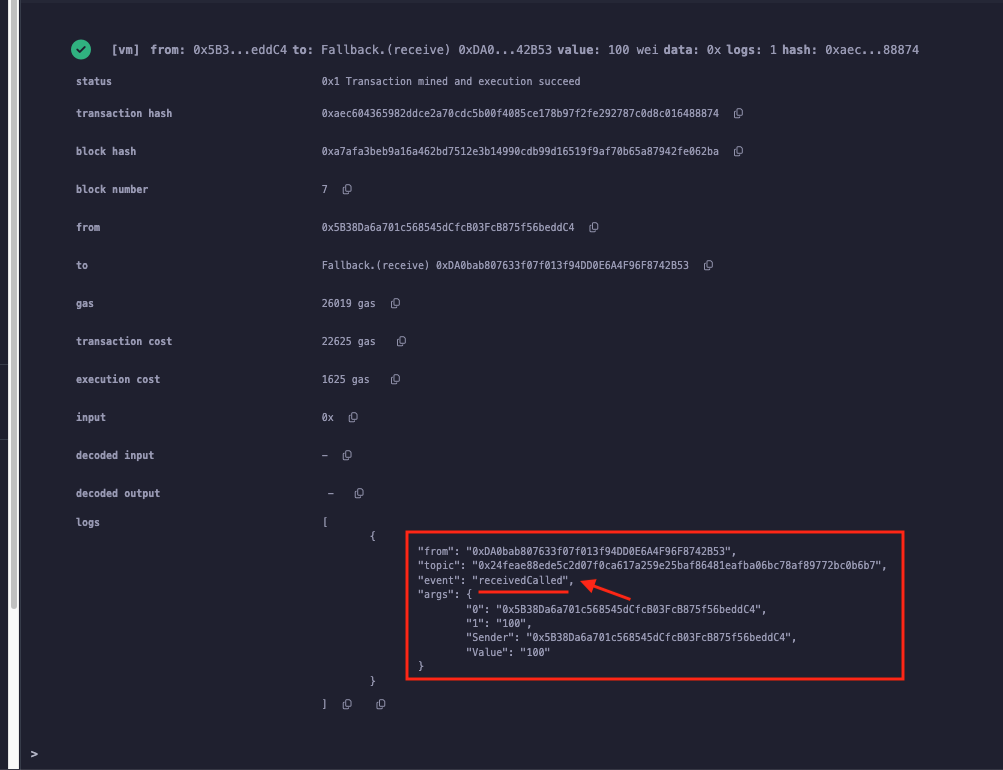 [vm] from: 0x5B3...eddC4 to: Fallback.(receive) 0xDA0...42B53 value: 100 wei data: 0x logs: 1 hash: 0xaec...88874
status 0x1 Transaction mined and execution succeed
transaction hash 0xaec604365982ddce2a70cdc5b00f4085ce178b97f2fe292787c0d8c016488874
block hash 0xa7afa3beb9a16a462bd7512e3b14990cdb99d16519f9af70b65a87942fe062ba
block number 7
from 0x5B38Da6a701c568545dCfcB03FcB875f56beddC4
to Fallback.(receive) 0xDA0bab807633f07f013f94DD0E6A4F96F8742B53
gas 26019 gas
transaction cost 22625 gas
execution cost 1625 gas
input 0x
decoded input –
decoded output –
logs [
{
"from": "0xDA0bab807633f07f013f94DD0E6A4F96F8742B53",
"topic": "0x24feae88ede5c2d07f0ca617a259e25baf86481eafba06bc78af89772bc0b6b7",
"event": "receivedCalled",
"args": {
"0": "0x5B38Da6a701c568545dCfcB03FcB875f56beddC4",
"1": "100",
"Sender": "0x5B38Da6a701c568545dCfcB03FcB875f56beddC4",
"Value": "100"
}
}
]
>